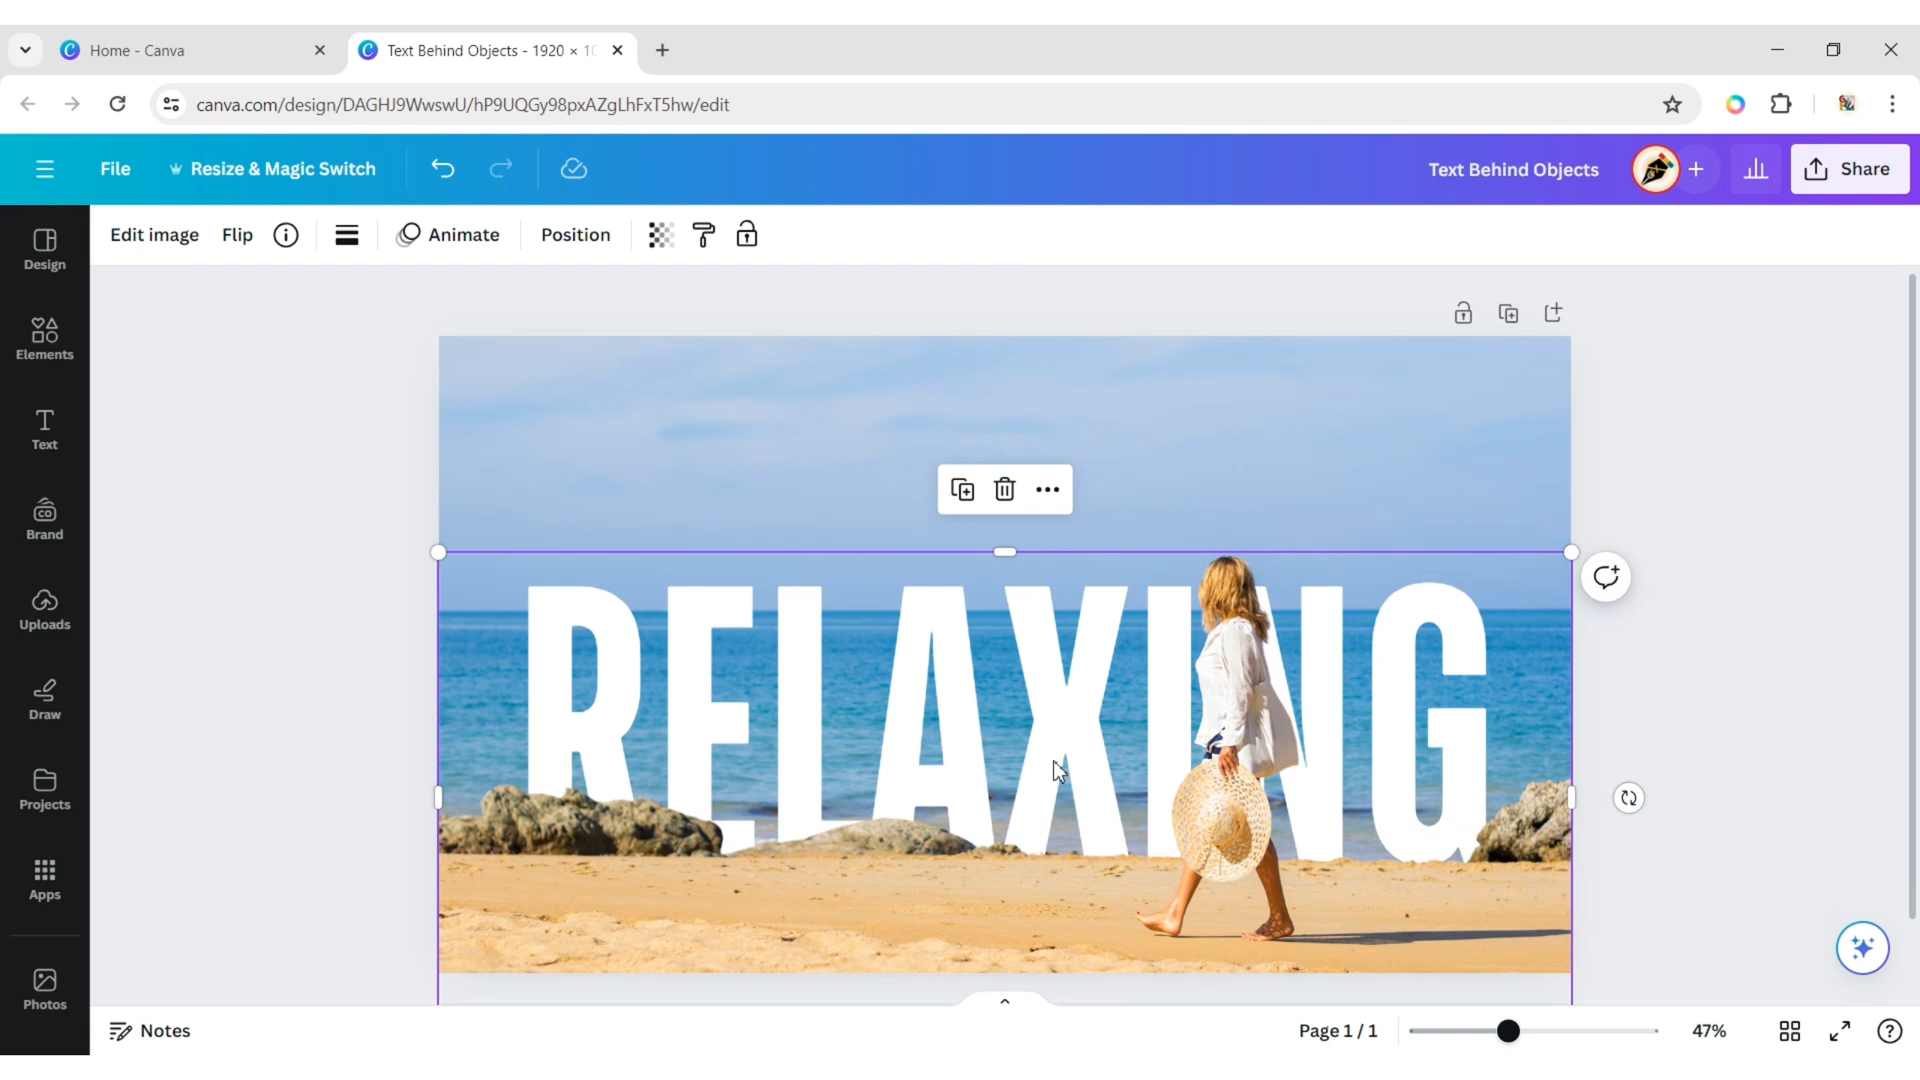 Home - Canva
Text Behind Objects - 1920 × 10
canva.com/design/DAGHJ9WwswU/hP9UQGy98pxAZgLhFxT5hw/edit
File
Resize & Magic Switch
Text Behind Objects
Share
Edit image
Flip
Animate
Position
Design
Elements
Text
Brand
Uploads
Draw
Projects
Apps
Photos
RELAXING
Notes
Page 1 / 1
47%